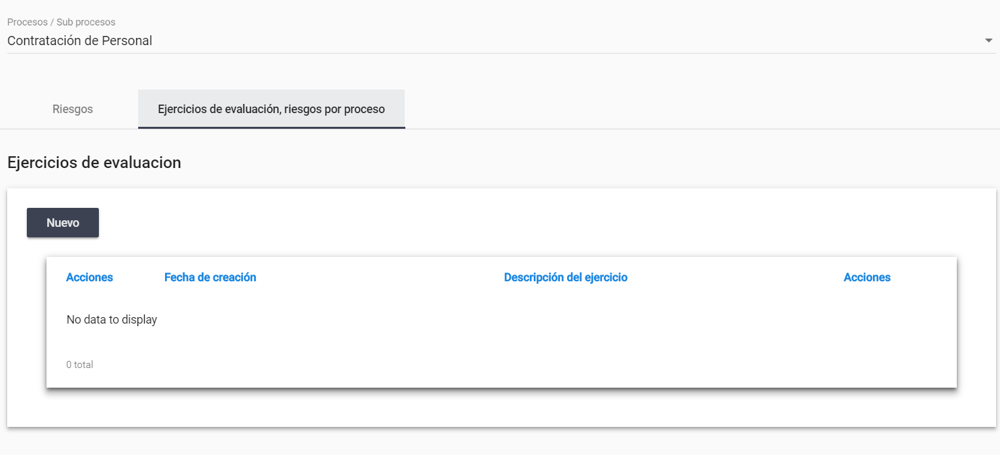 Procesos / Sub procesos
Contratación de Personal
Riesgos
Ejercicios de evaluación, riesgos por proceso
Ejercicios de evaluacion
Nuevo
Acciones Fecha de creación Descripción del ejercicio Acciones
No data to display
0 total